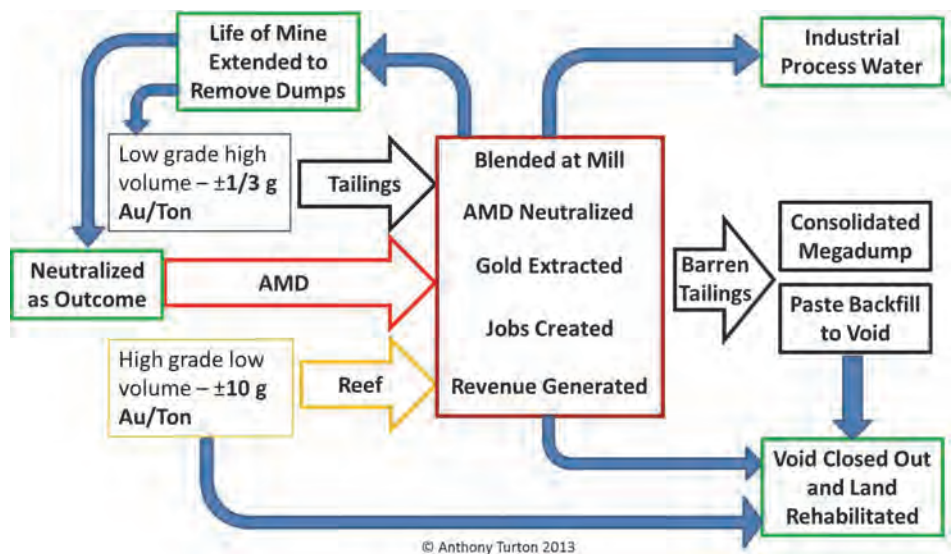 Life of Mine
Extended to
Remove Dumps
Industrial
Process Water
Low grade high
volume – ±1/3 g
Au/Ton
Tailings
Neutralized
as Outcome
AMD
High grade low
volume – ±10 g
Au/Ton
Reef
Blended at Mill
AMD Neutralized
Gold Extracted
Jobs Created
Revenue Generated
Barren
Tailings
Consolidated
Megadump
Paste Backfill
to Void
Void Closed Out
and Land
Rehabilitated
© Anthony Turton 2013